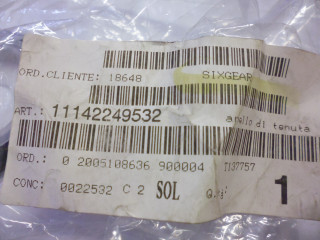 ORD.CLIENTE: 18648 SIXGEAR
ART.: 11142249532 anello di tenuta
ORD.: 0 2005108636 900004 T137757
CONC: 0022532 C 2 SOL Q.tà 1